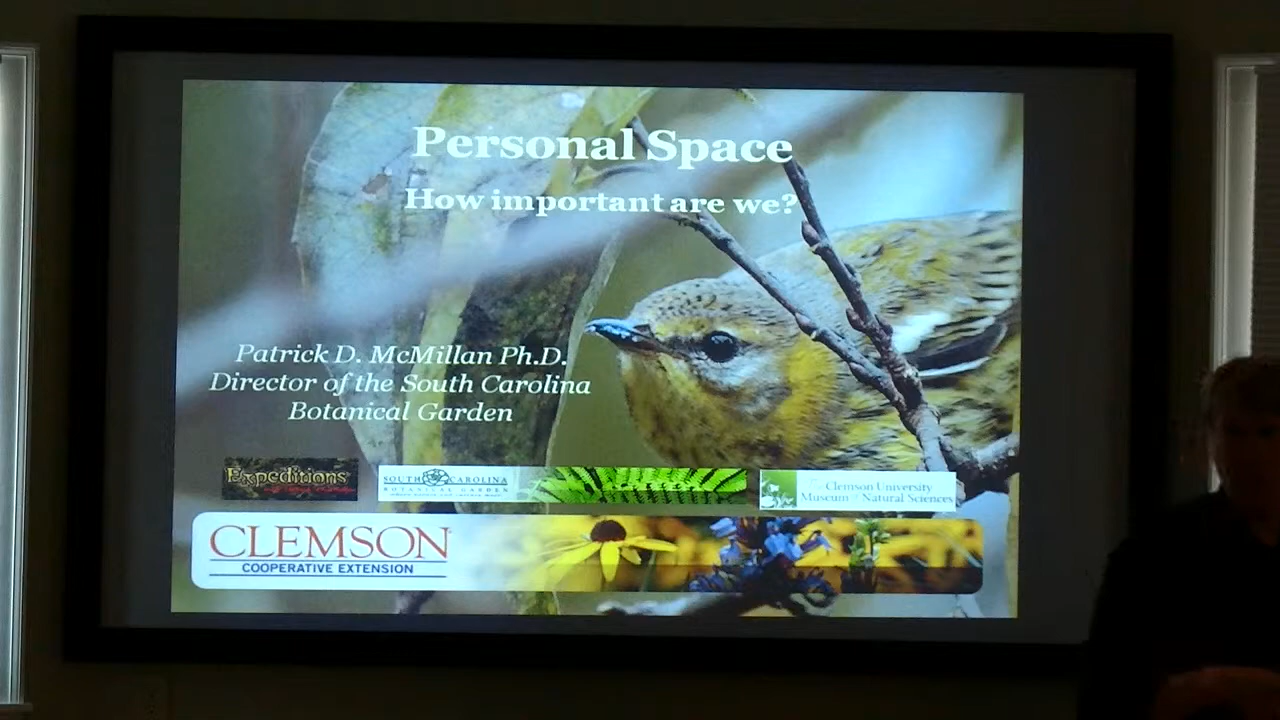 Personal Space
How important are we?
Patrick D. McMillan Ph.D.
Director of the South Carolina
Botanical Garden
Expeditions
SOUTH CAROLINA
BOTANICAL GARDEN
The Clemson University
Museum of Natural Sciences
CLEMSON
COOPERATIVE EXTENSION